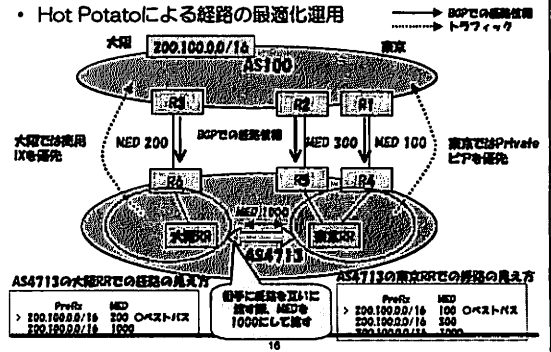 ・ Hot Potatoによる経路の最適化運用
BGPでの経路伝播
トラフィック
大阪
200.100.0.0/16
東京
AS100
R3
R2
R1
大阪では商用
IXを優先
MED 200
BGPでの経路伝播
MED 300
MED 100
東京ではPrivate
ピアを優先
R6
R5
R4
MED 1000
大阪RR
東京RR
AS4713
AS4713の大阪RRでの経路の見え方
Prefix MED
> 200.100.0.0/16 200 ○ベストパス
200.100.0.0/16 1000
相手に経路を互いに
渡す際、MEDを
1000にして渡す
AS4713の東京RRでの経路の見え方
Prefix MED
> 200.100.0.0/16 100 ○ベストパス
200.100.0.0/16 300
200.100.0.0/16 1000
16